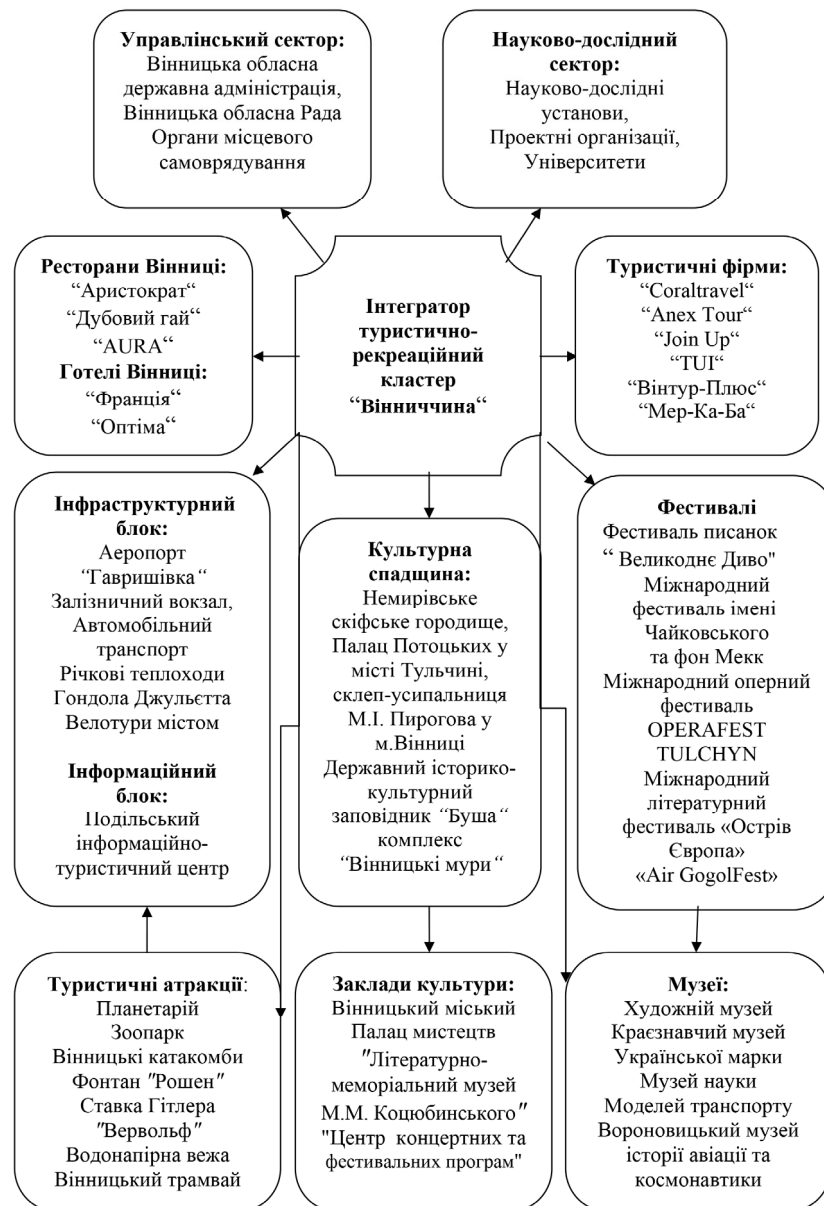 Управлінський сектор:
Вінницька обласна
державна адміністрація,
Вінницька обласна Рада
Органи місцевого
самоврядування
Науково-дослідний
сектор:
Науково-дослідні
установи,
Проектні організації,
Університети
Ресторани Вінниці:
“Аристократ“
“Дубовий гай“
“AURA“
Готелі Вінниці:
“Франція“
“Оптіма“
Інтегратор
туристично-
рекреаційний
кластер
“Вінниччина“
Туристичні фірми:
“Coraltravel“
“Anex Tour“
“Join Up“
“TUI“
“Вінтур-Плюс“
“Мер-Ка-Ба“
Інфраструктурний
блок:
Аеропорт
“Гавришівка“
Залізничний вокзал,
Автомобільний
транспорт
Річкові теплоходи
Гондола Джульєтта
Велотури містом
Інформаційний
блок:
Подільський
інформаційно-
туристичний центр
Культурна
спадщина:
Немирівське
скіфське городище,
Палац Потоцьких у
місті Тульчині,
склеп-усипальниця
М.І. Пирогова у
м.Вінниці
Державний історико-
культурний
заповідник “Буша“
комплекс
“Вінницькі мури“
Фестивалі
Фестиваль писанок
“ Великоднє Диво"
Міжнародний
фестиваль імені
Чайковського
та фон Мекк
Міжнародний оперний
фестиваль
OPERAFEST
TULCHYN
Міжнародний
літературний
фестиваль «Острів
Європа»
«Air GogolFest»
Туристичні атракції:
Планетарій
Зоопарк
Вінницькі катакомби
Фонтан "Рошен"
Ставка Гітлера
"Вервольф"
Водонапірна вежа
Вінницький трамвай
Заклади культури:
Вінницький міський
Палац мистецтв
"Літературно-
меморіальний музей
М.М. Коцюбинського"
"Центр концертних та
фестивальних програм"
Музеї:
Художній музей
Краєзнавчий музей
Української марки
Музей науки
Моделей транспорту
Вороновицький музей
історії авіації та
космонавтики